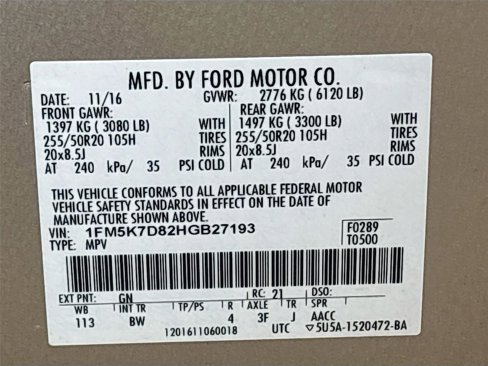 MFD. BY FORD MOTOR CO.
DATE: 11/16 GVWR: 2776 KG ( 6120 LB)
FRONT GAWR: REAR GAWR:
1397 KG ( 3080 LB) WITH 1497 KG ( 3300 LB) WITH
255/50R20 105H TIRES 255/50R20 105H TIRES
20x8.5J RIMS 20x8.5J RIMS
AT 240 kPa/ 35 PSI COLD AT 240 kPa/ 35 PSI COLD
THIS VEHICLE CONFORMS TO ALL APPLICABLE FEDERAL MOTOR
VEHICLE SAFETY STANDARDS IN EFFECT ON THE DATE OF
MANUFACTURE SHOWN ABOVE.
VIN: 1FM5K7D82HGB27193 F0289
TYPE: MPV T0500
EXT PNT: GN RC: 21 DSO:
WB INT TR TP/PS R AXLE TR SPR
113 BW 4 3F J AACC
1201611060018 UTC ▽5U5A-1520472-BA